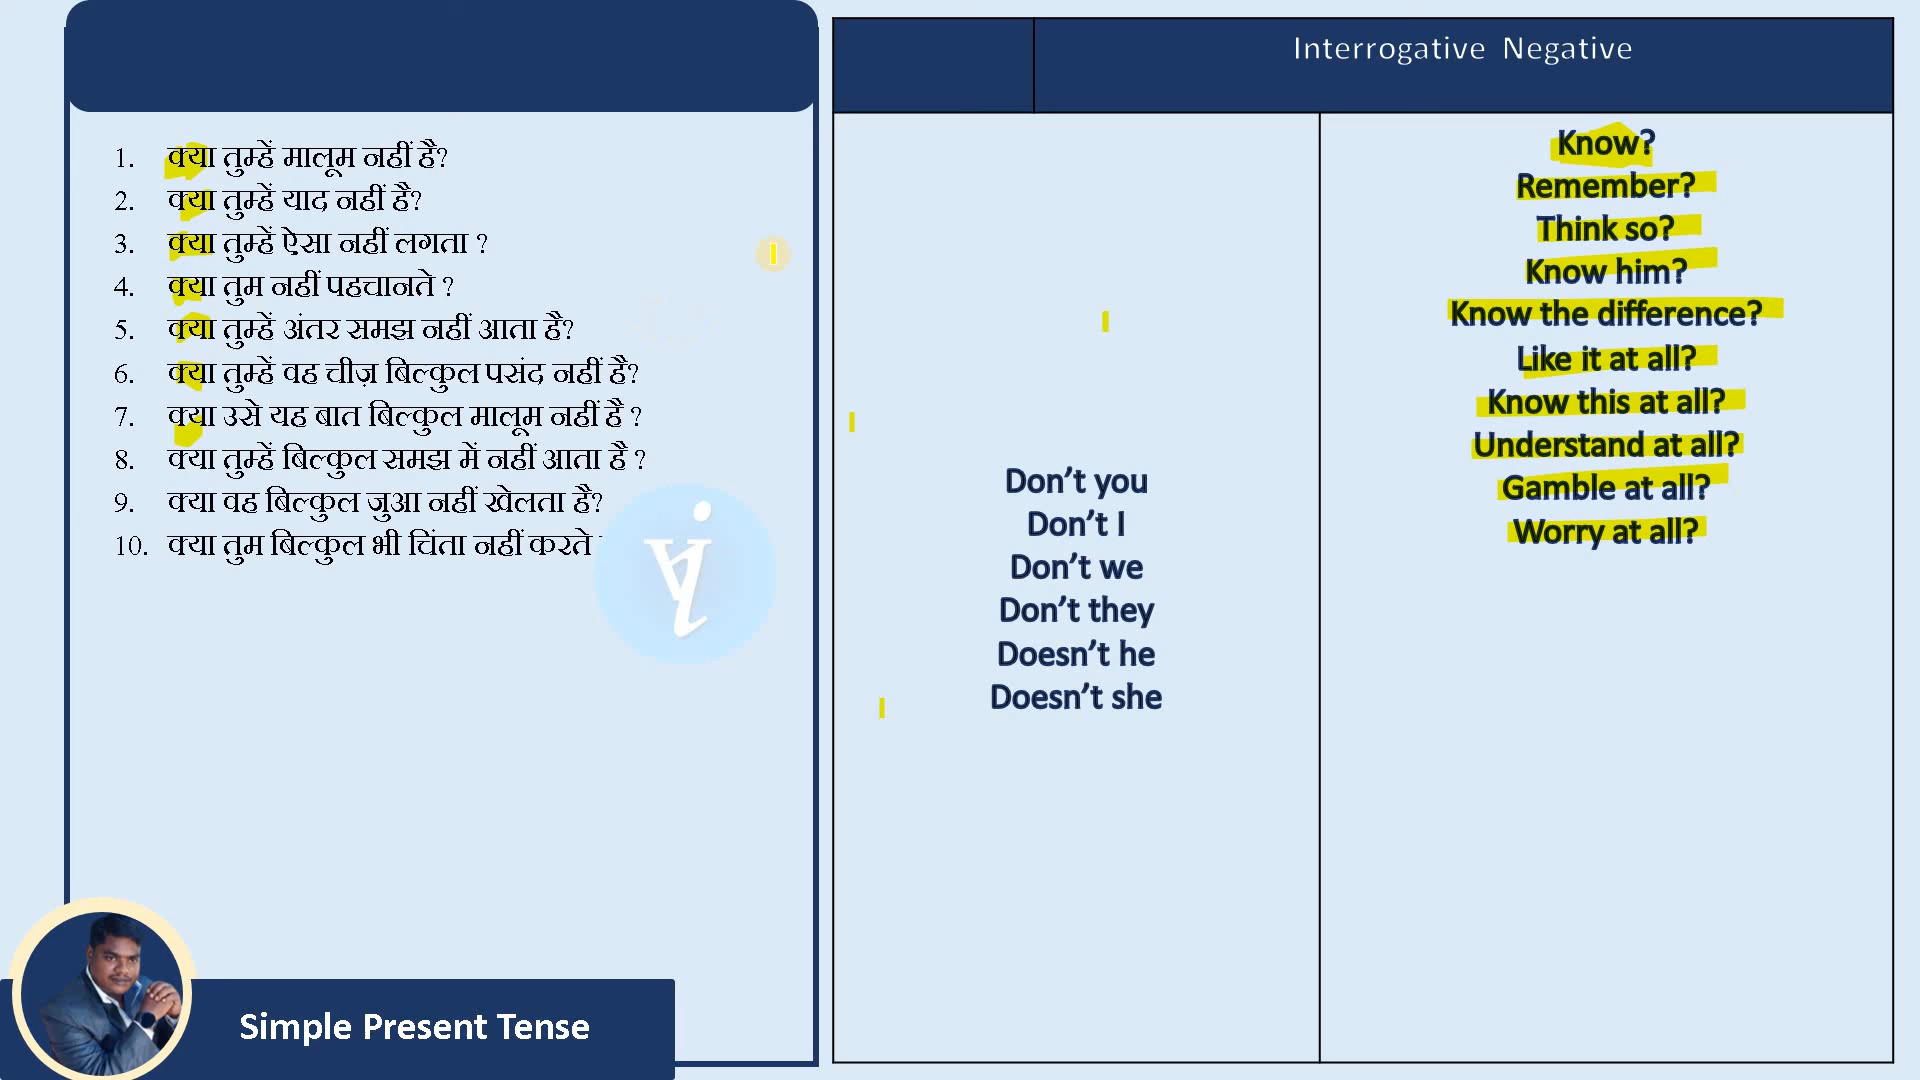 1. क्या तुम्हें मालूम नहीं है?
2. क्या तुम्हें याद नहीं है?
3. क्या तुम्हें ऐसा नहीं लगता ?
4. क्या तुम नहीं पहचानते ?
5. क्या तुम्हें अंतर समझ नहीं आता है?
6. क्या तुम्हें वह चीज़ बिल्कुल पसंद नहीं है?
7. क्या उसे यह बात बिल्कुल मालूम नहीं है ?
8. क्या तुम्हें बिल्कुल समझ में नहीं आता है ?
9. क्या वह बिल्कुल जुआ नहीं खेलता है?
10. क्या तुम बिल्कुल भी चिंता नहीं करते
Interrogative Negative
Don't you
Don't I
Don't we
Don't they
Doesn't he
Doesn't she
Know?
Remember?
Think so?
Know him?
Know the difference?
Like it at all?
Know this at all?
Understand at all?
Gamble at all?
Worry at all?
Simple Present Tense